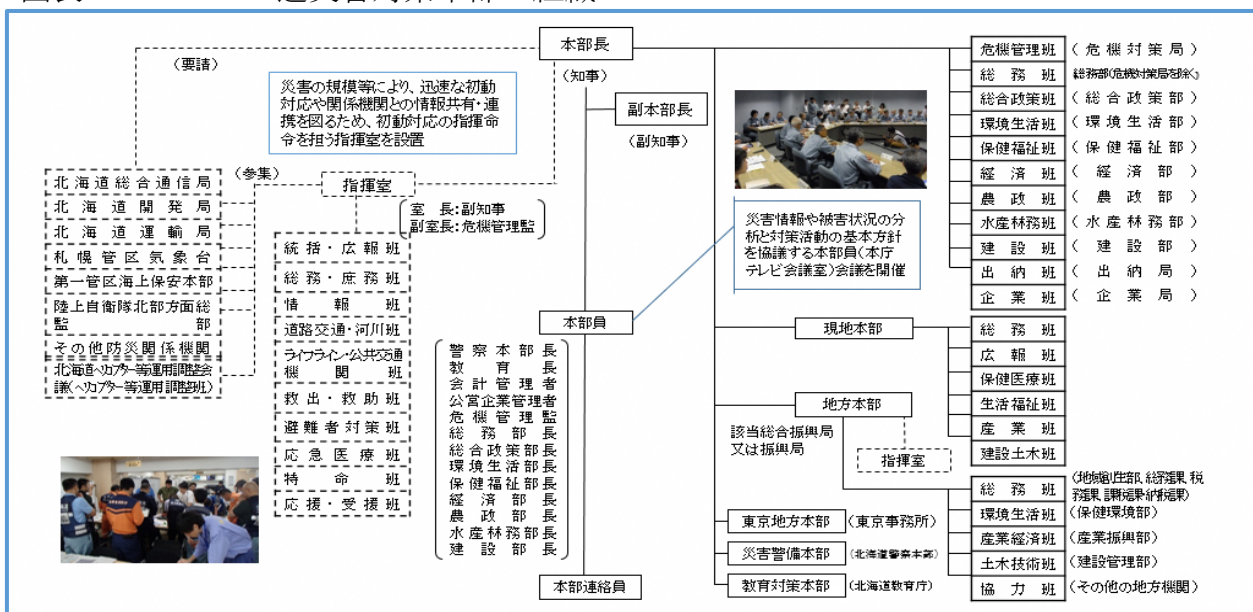 本部長
(知事)
(要請)
災害の規模等により、迅速な初動
対応や関係機関との情報共有・連
携を図るため、初動対応の指揮命
令を担う指揮室を設置
副本部長
(副知事)
(参集)
指揮室
室長:副知事
副室長:危機管理監
北海道総合通信局
北海道開発局
北海道運輸局
札幌管区気象台
第一管区海上保安本部
陸上自衛隊北部方面総
監部
その他防災関係機関
北海道ヘリコプター等運用調整会
議(ヘリコプター等運用調整班)
統括・広報班
総務・庶務班
情報班
道路交通・河川班
ライフライン・公共交通
機関班
救出・救助班
避難者対策班
応急医療班
特命班
応援・受援班
本部員
警察本部長
教育長
会計管理者
公営企業管理者
危機管理監
総務部長
総合政策部長
環境生活部長
保健福祉部長
経済部長
農政部長
水産林務部長
建設部長
本部連絡員
災害情報や被害状況の分
析と対策活動の基本方針
を協議する本部員(本庁
テレビ会議室)会議を開催
危機管理班(危機対策局)
総務班 総務部(危機対策局を除く)
総合政策班(総合政策部)
環境生活班(環境生活部)
保健福祉班(保健福祉部)
経済班(経済部)
農政班(農政部)
水産林務班(水産林務部)
建設班(建設部)
出納班(出納局)
企業班(企業局)
現地本部
総務班
広報班
保健医療班
生活福祉班
産業班
建設土木班
地方本部
該当総合振興局
又は振興局
指揮室
総務班
環境生活班(保健環境部)
産業経済班(産業振興部)
土木技術班(建設管理部)
協力班(その他の地方機関)
東京地方本部(東京事務所)
災害警備本部(北海道警察本部)
教育対策本部(北海道教育庁)